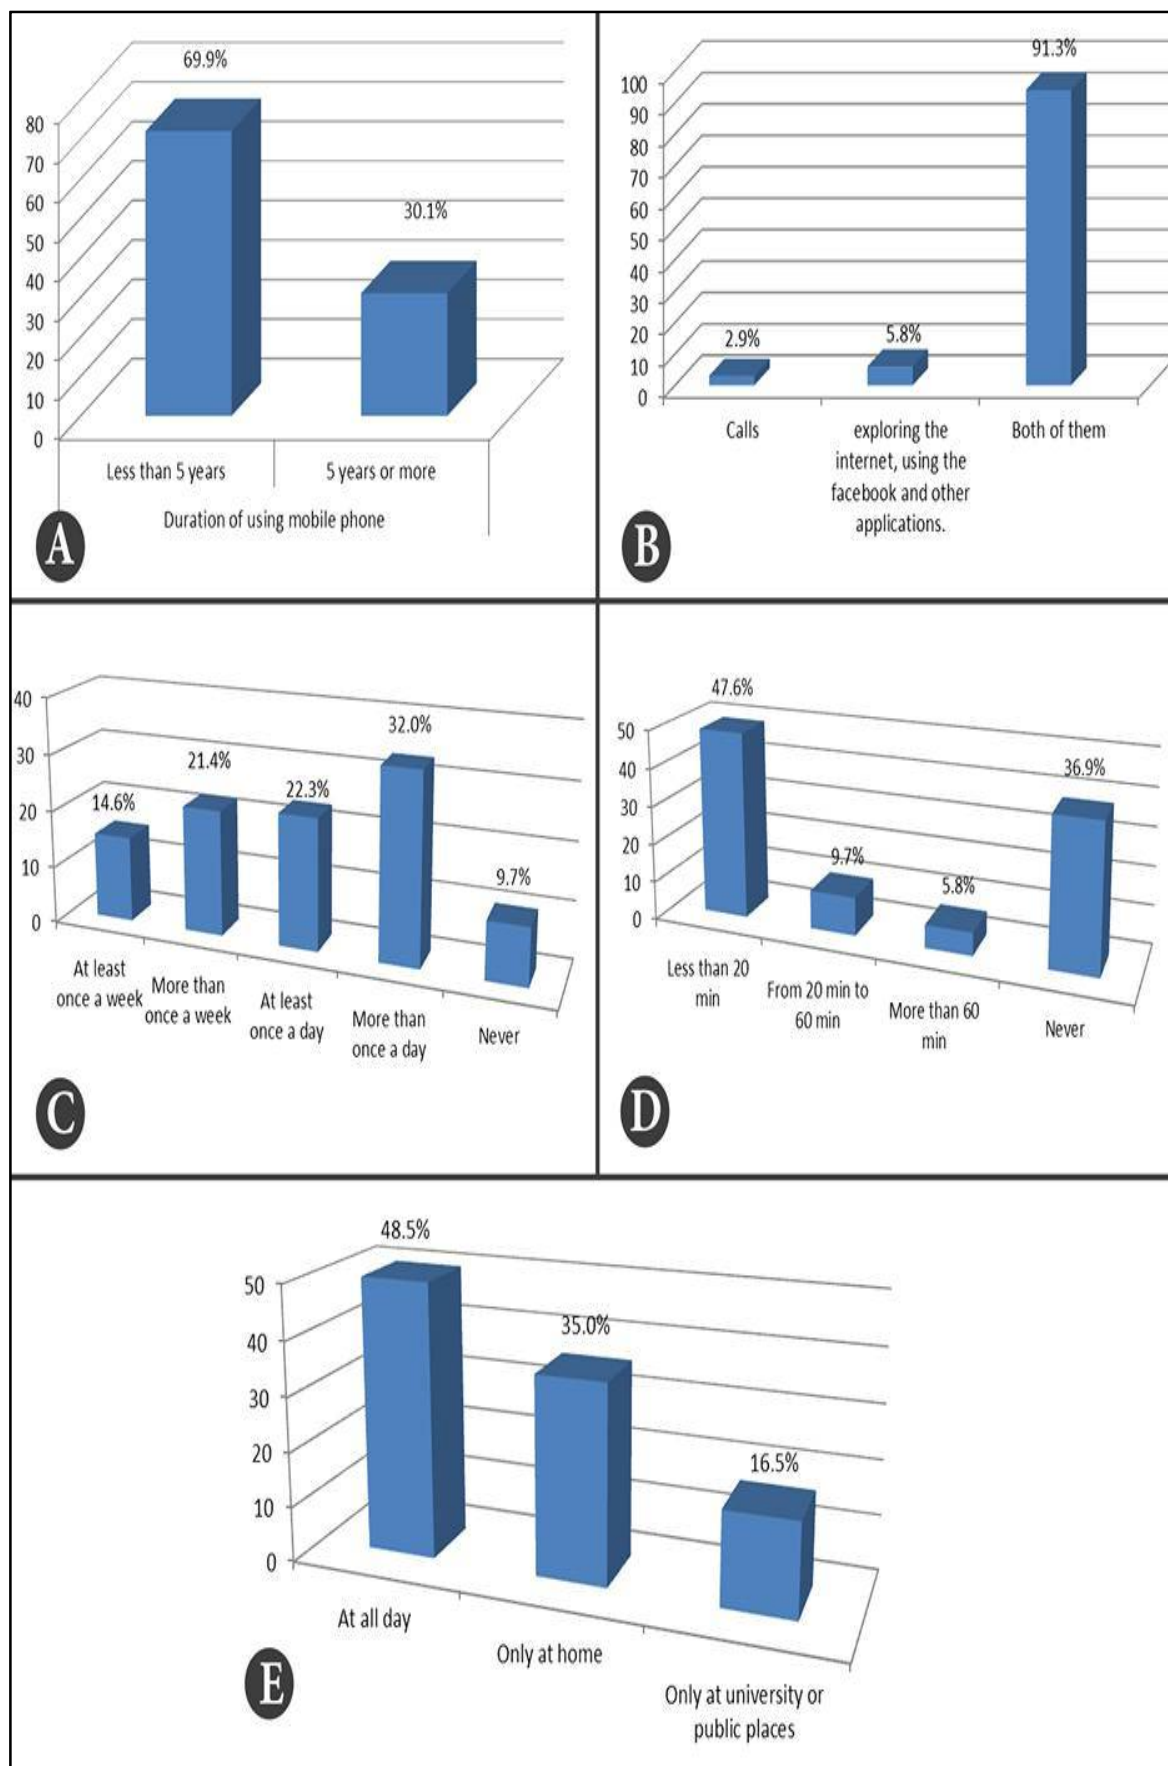 69.9%
30.1%
80
70
60
50
40
30
20
10
0
Less than 5 years
5 years or more
Duration of using mobile phone
A
91.3%
100
90
80
70
60
50
40
30
20
10
0
2.9%
5.8%
Calls
exploring the
internet, using the
facebook and other
applications.
Both of them
B
40
30
20
10
0
14.6%
21.4%
22.3%
32.0%
9.7%
At least
once a week
More than
once a week
At least
once a day
More than
once a day
Never
C
47.6%
50
40
30
20
10
0
9.7%
5.8%
36.9%
Less than 20
min
From 20 min to
60 min
More than 60
min
Never
D
48.5%
50
40
30
20
10
0
35.0%
16.5%
At all day
Only at home
Only at university or
public places
E